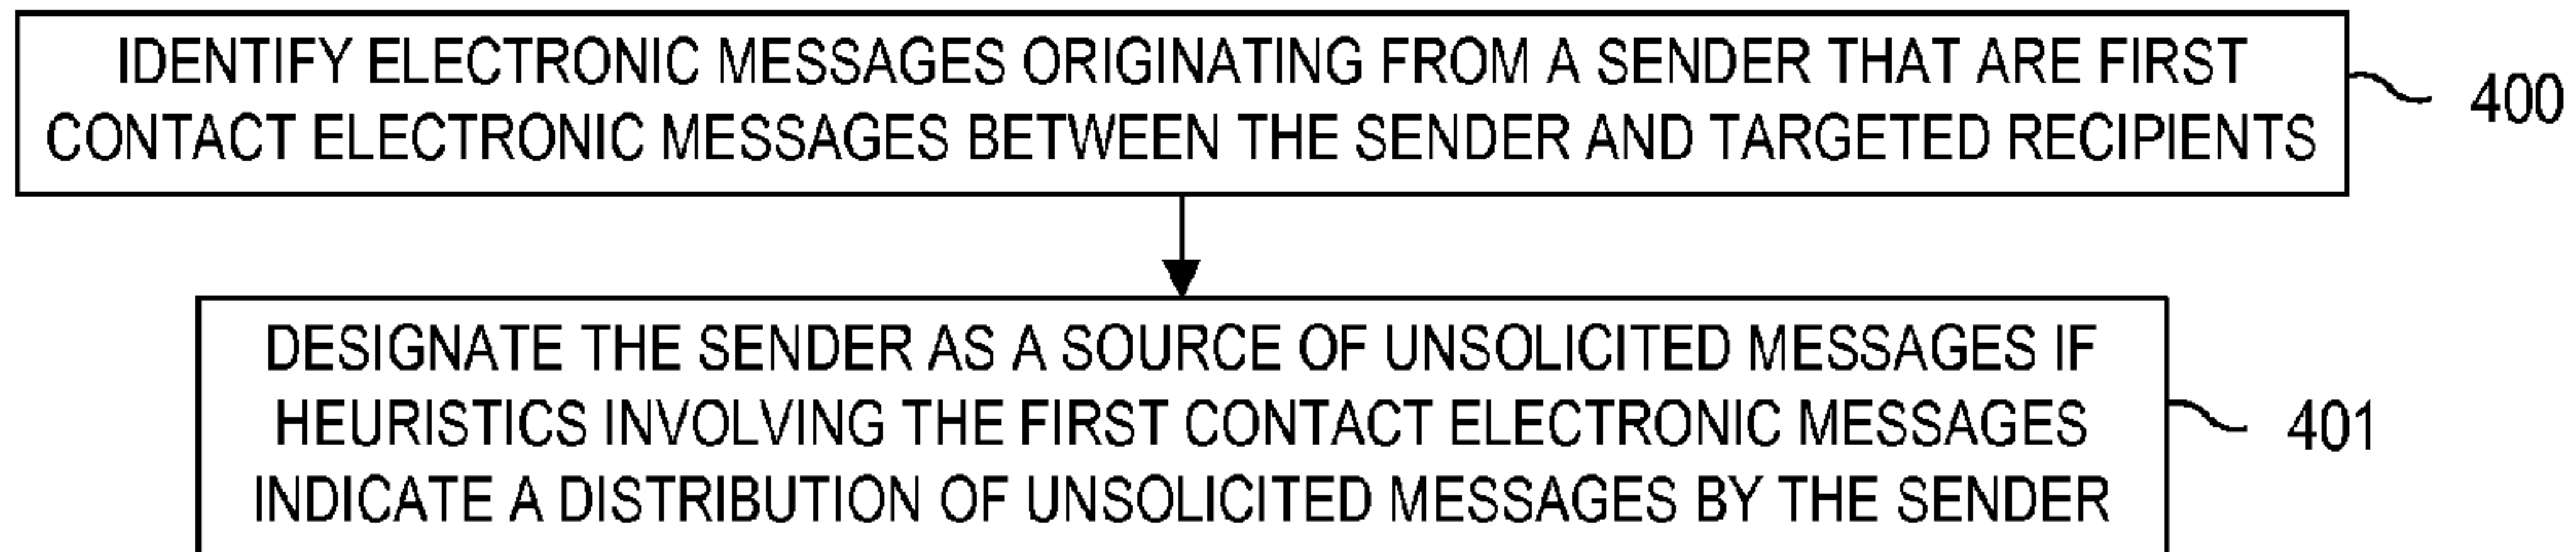 IDENTIFY ELECTRONIC MESSAGES ORIGINATING FROM A SENDER THAT ARE FIRST
CONTACT ELECTRONIC MESSAGES BETWEEN THE SENDER AND TARGETED RECIPIENTS
400
DESIGNATE THE SENDER AS A SOURCE OF UNSOLICITED MESSAGES IF
HEURISTICS INVOLVING THE FIRST CONTACT ELECTRONIC MESSAGES
INDICATE A DISTRIBUTION OF UNSOLICITED MESSAGES BY THE SENDER
401